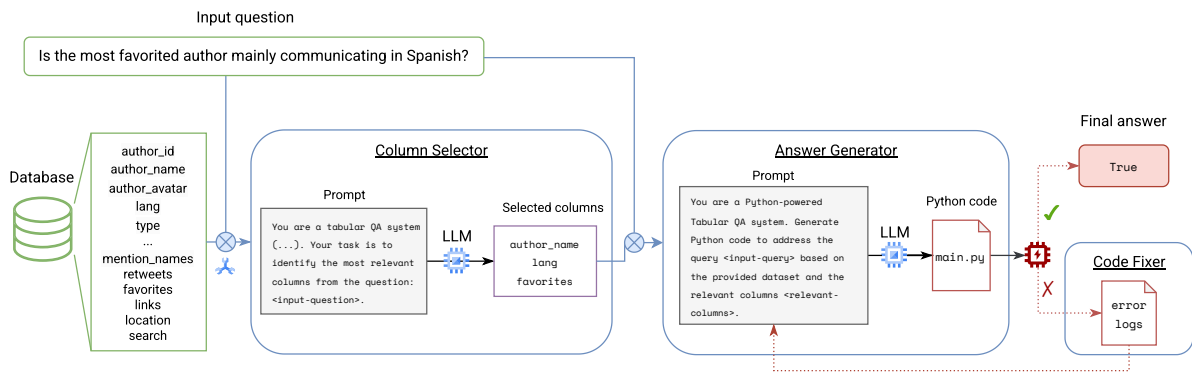 Input question
Is the most favorited author mainly communicating in Spanish?
Database
author_id
author_name
author_avatar
lang
type
...
mention_names
retweets
favorites
links
location
search
Column Selector
Prompt
You are a tabular QA system
(...). Your task is to
identify the most relevant
columns from the question:
<input-question>.
LLM
Selected columns
author_name
lang
favorites
Answer Generator
Prompt
You are a Python-powered
Tabular QA system. Generate
Python code to address the
query <input-query> based on
the provided dataset and the
relevant columns <relevant-
columns>.
LLM
Python code
main.py
Final answer
True
✓
✗
Code Fixer
error
logs